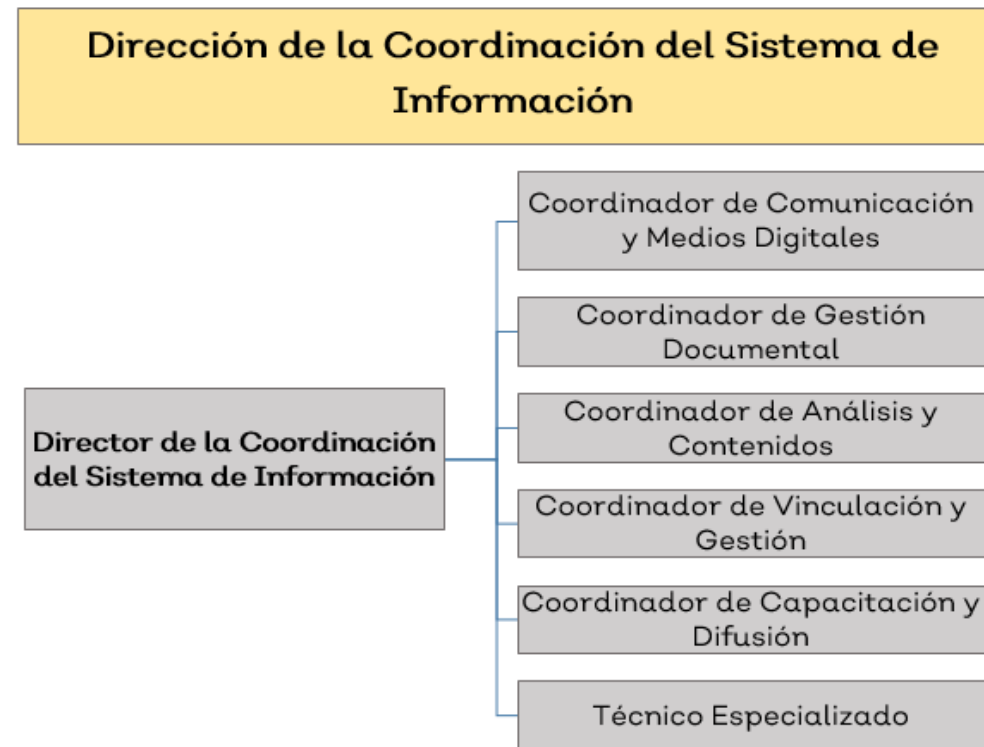 Dirección de la Coordinación del Sistema de
Información
Coordinador de Comunicación
y Medios Digitales
Coordinador de Gestión
Documental
Coordinador de Análisis y
Contenidos
Director de la Coordinación
del Sistema de Información
Coordinador de Vinculación y
Gestión
Coordinador de Capacitación y
Difusión
Técnico Especializado